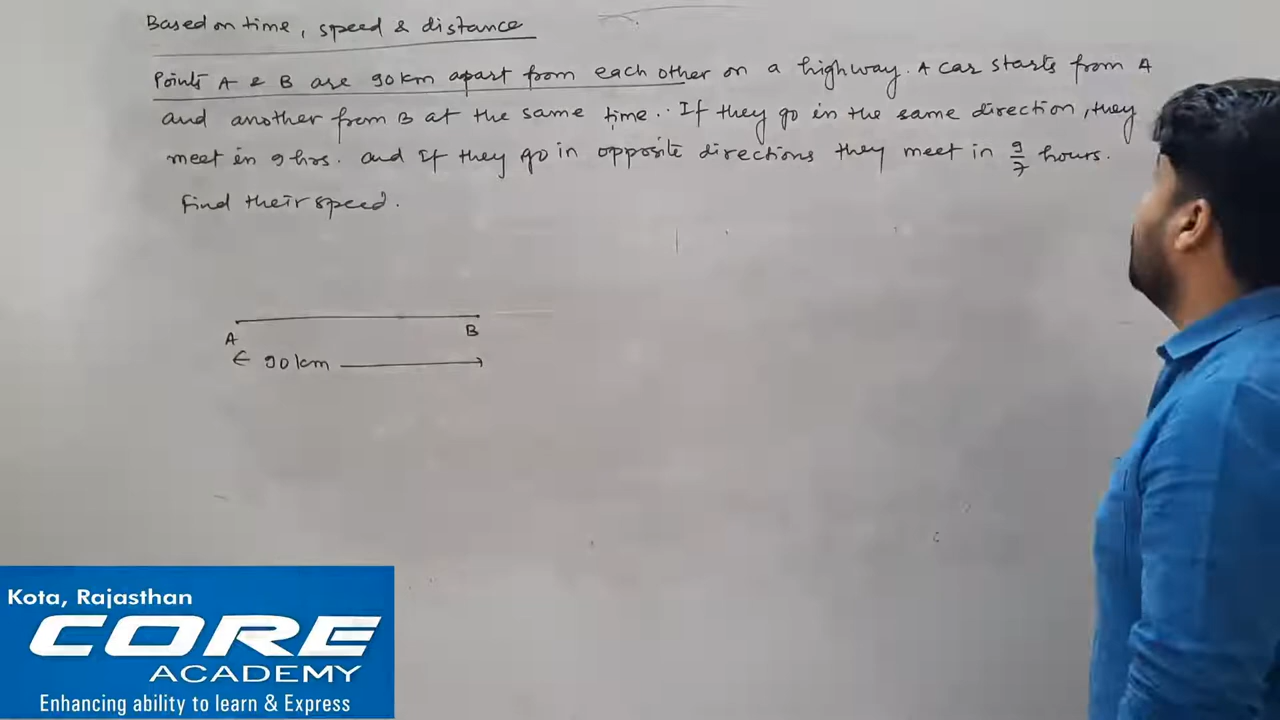 Based on time, speed & distance
Points A & B are 90 km apart from each other on a highway. A car starts from A
and another from B at the same time. If they go in the same direction, they
meet in 9 hrs. and If they go in opposite directions they meet in 9/7 hours.
Find their speed.
A B
90 km
Kota, Rajasthan
CORE
ACADEMY
Enhancing ability to learn & Express